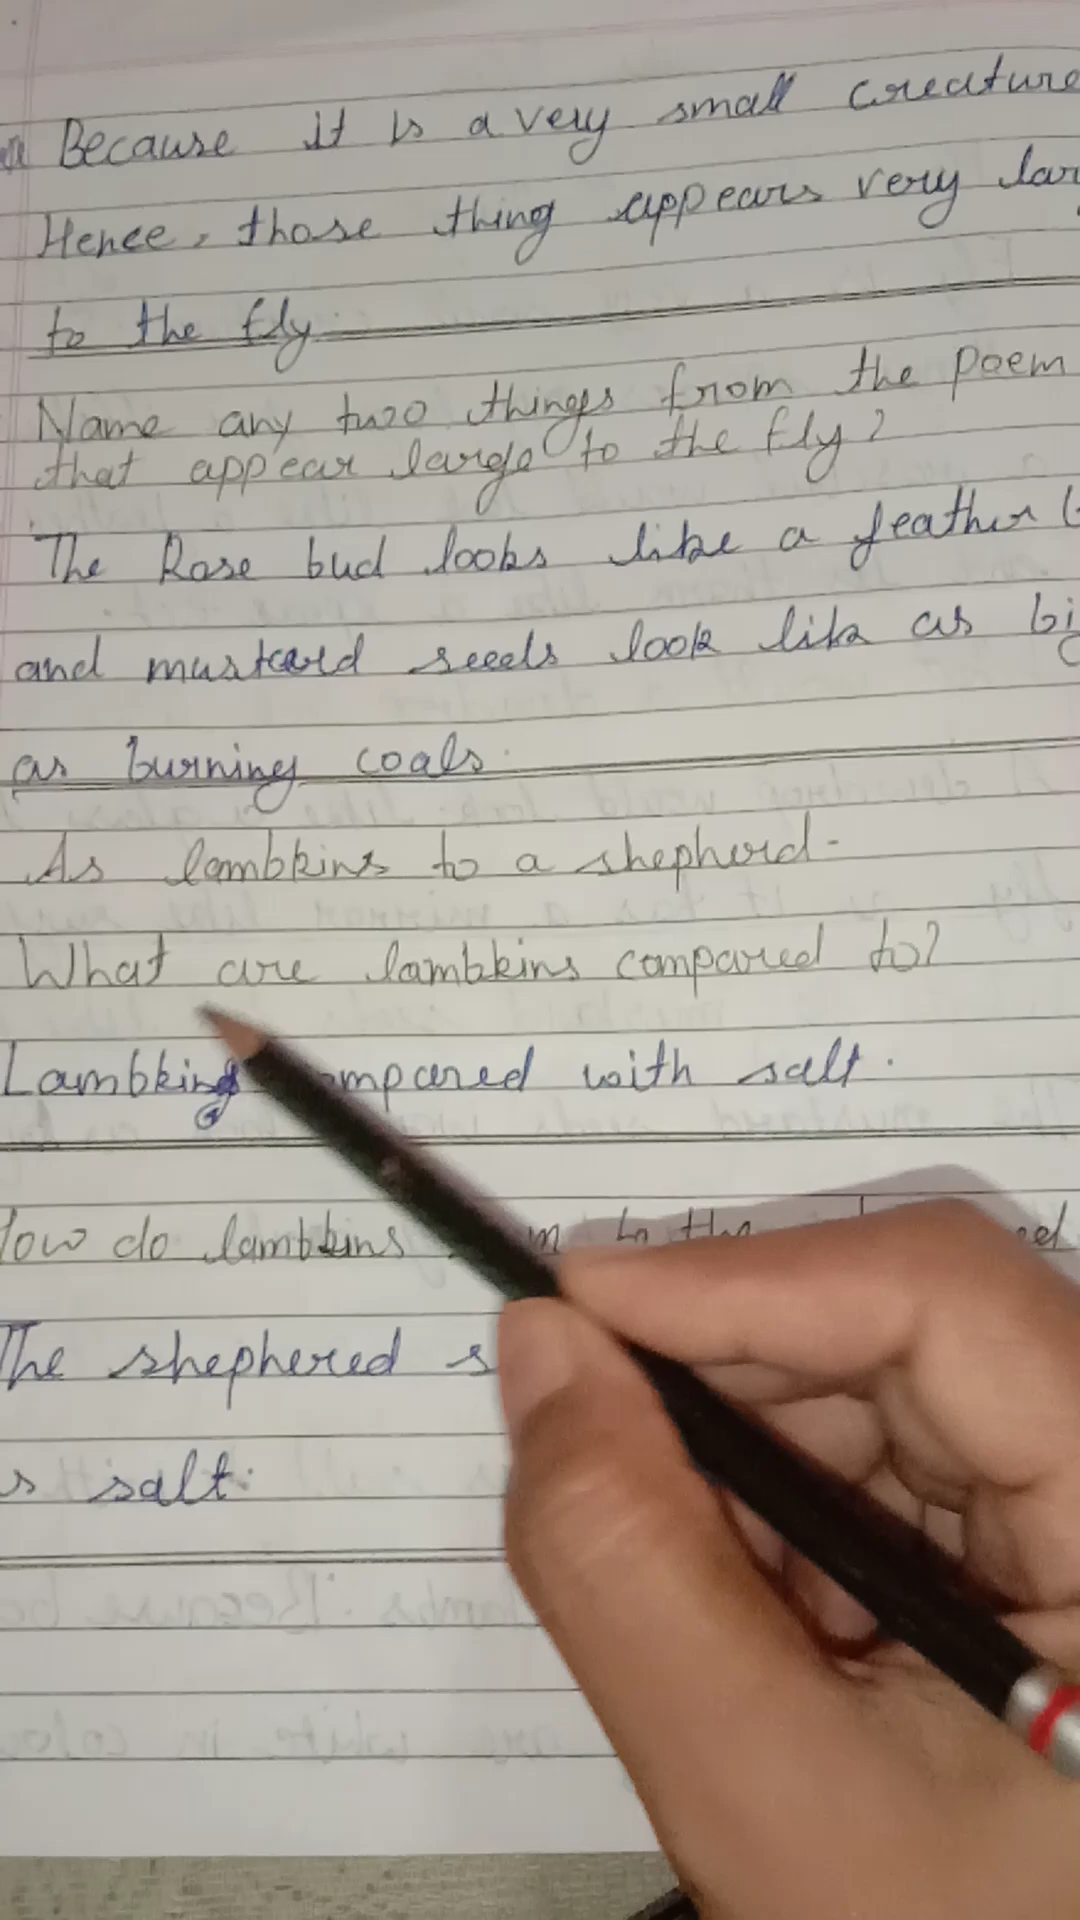 Because it is a very small creature
Hence, those thing appears very
to the fly
Name any two things from the poem
that appear large to the fly?
The Rose bud looks like a feather
and mustard seeds look lik as
as burning coals.
As lambkins to a shepherd-
What are lambkins compared to?
Lambkins compared with salt.
do lambkins to the
The shephered
salt.